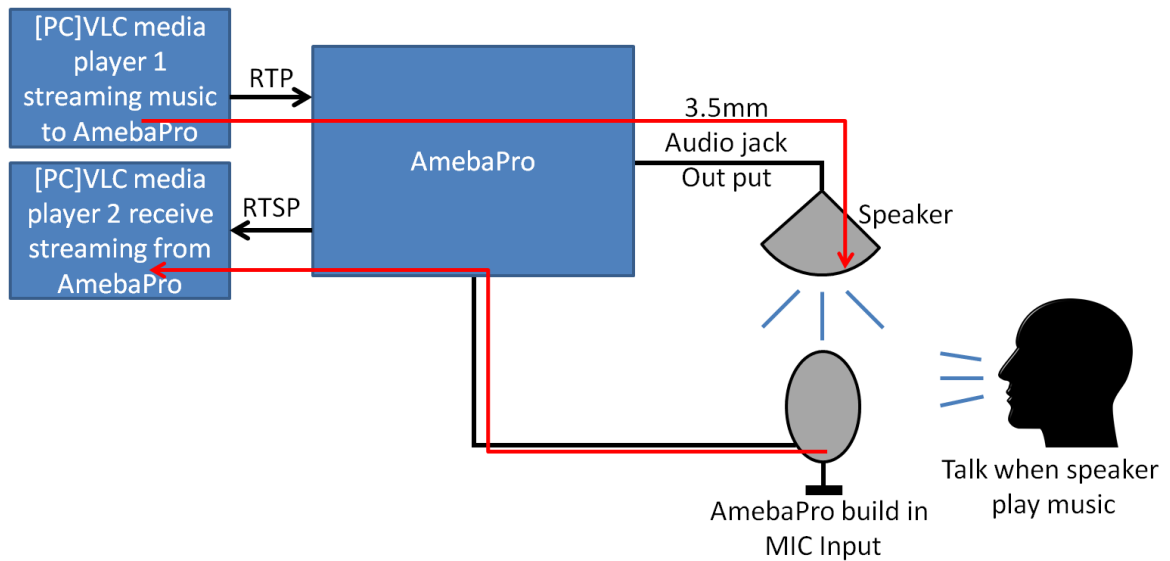 [PC]VLC media
player 1
streaming music
to AmebaPro
RTP
AmebaPro
3.5mm
Audio jack
Out put
[PC]VLC media
player 2 receive
streaming from
AmebaPro
RTSP
Speaker
Talk when speaker
play music
AmebaPro build in
MIC Input